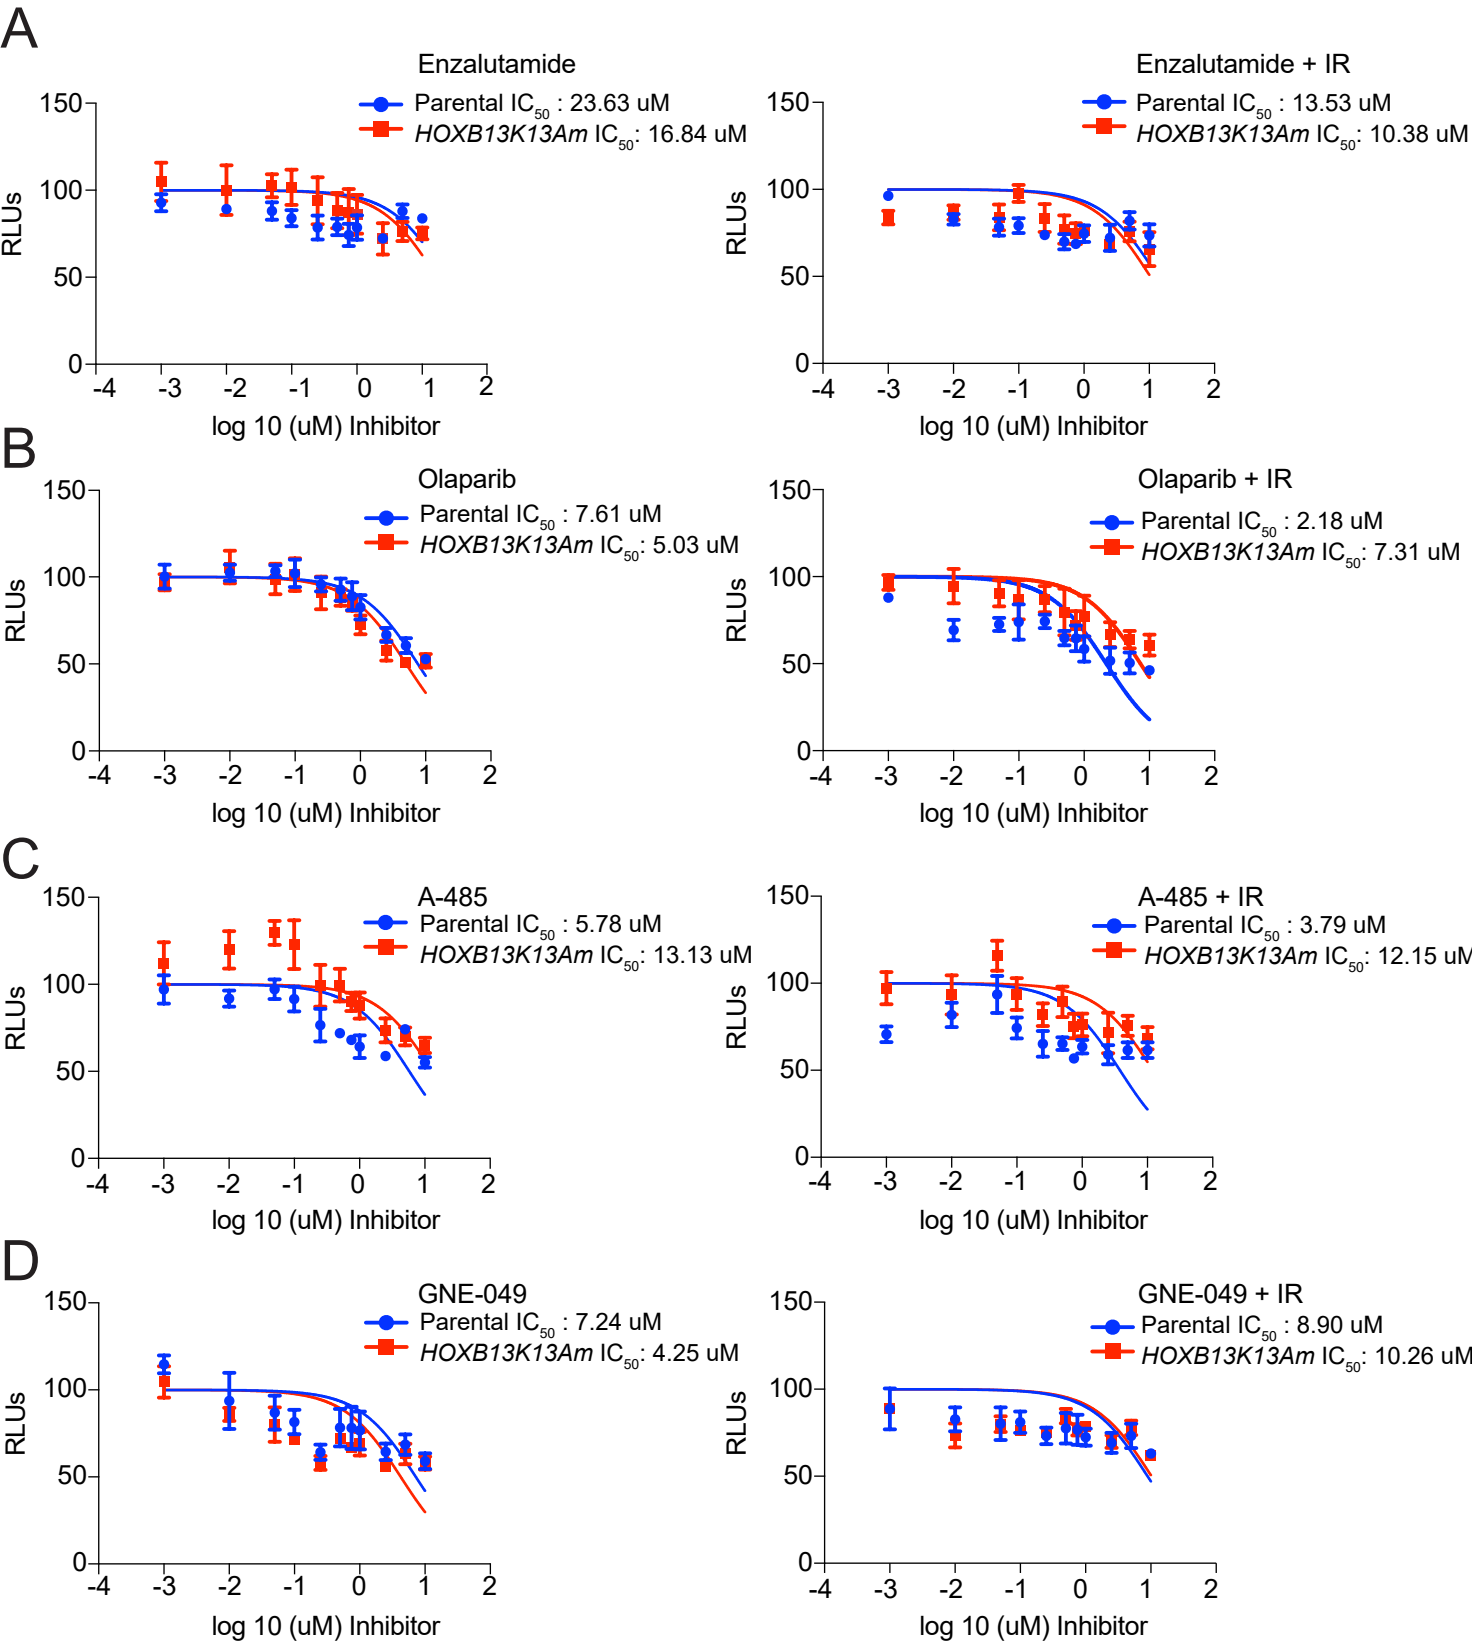 A
Enzalutamide
Parental IC50 : 23.63 uM
HOXB13K13Am IC50: 16.84 uM
150
100
50
0
RLUs
-4 -3 -2 -1 0 1 2
log 10 (uM) Inhibitor
Enzalutamide + IR
Parental IC50 : 13.53 uM
HOXB13K13Am IC50: 10.38 uM
150
100
50
0
RLUs
-4 -3 -2 -1 0 1 2
log 10 (uM) Inhibitor
B
Olaparib
Parental IC50 : 7.61 uM
HOXB13K13Am IC50: 5.03 uM
150
100
50
0
RLUs
-4 -3 -2 -1 0 1 2
log 10 (uM) Inhibitor
Olaparib + IR
Parental IC50 : 2.18 uM
HOXB13K13Am IC50: 7.31 uM
150
100
50
0
RLUs
-4 -3 -2 -1 0 1 2
log 10 (uM) Inhibitor
C
A-485
Parental IC50 : 5.78 uM
HOXB13K13Am IC50: 13.13 uM
150
100
50
0
RLUs
-4 -3 -2 -1 0 1 2
log 10 (uM) Inhibitor
A-485 + IR
Parental IC50 : 3.79 uM
HOXB13K13Am IC50: 12.15 uM
150
100
50
0
RLUs
-4 -3 -2 -1 0 1 2
log 10 (uM) Inhibitor
D
GNE-049
Parental IC50 : 7.24 uM
HOXB13K13Am IC50: 4.25 uM
150
100
50
0
RLUs
-4 -3 -2 -1 0 1 2
log 10 (uM) Inhibitor
GNE-049 + IR
Parental IC50 : 8.90 uM
HOXB13K13Am IC50: 10.26 uM
150
100
50
0
RLUs
-4 -3 -2 -1 0 1 2
log 10 (uM) Inhibitor